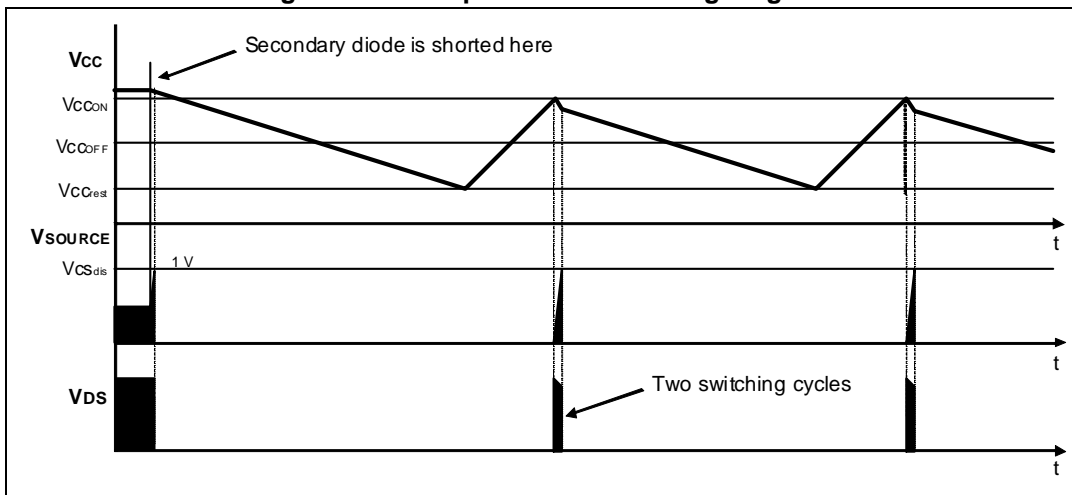 Secondary diode is shorted here
VCC
VCCON
VCCOFF
VCCrest
t
VSOURCE
VCSdis
1 V
t
VDS
Two switching cycles
t